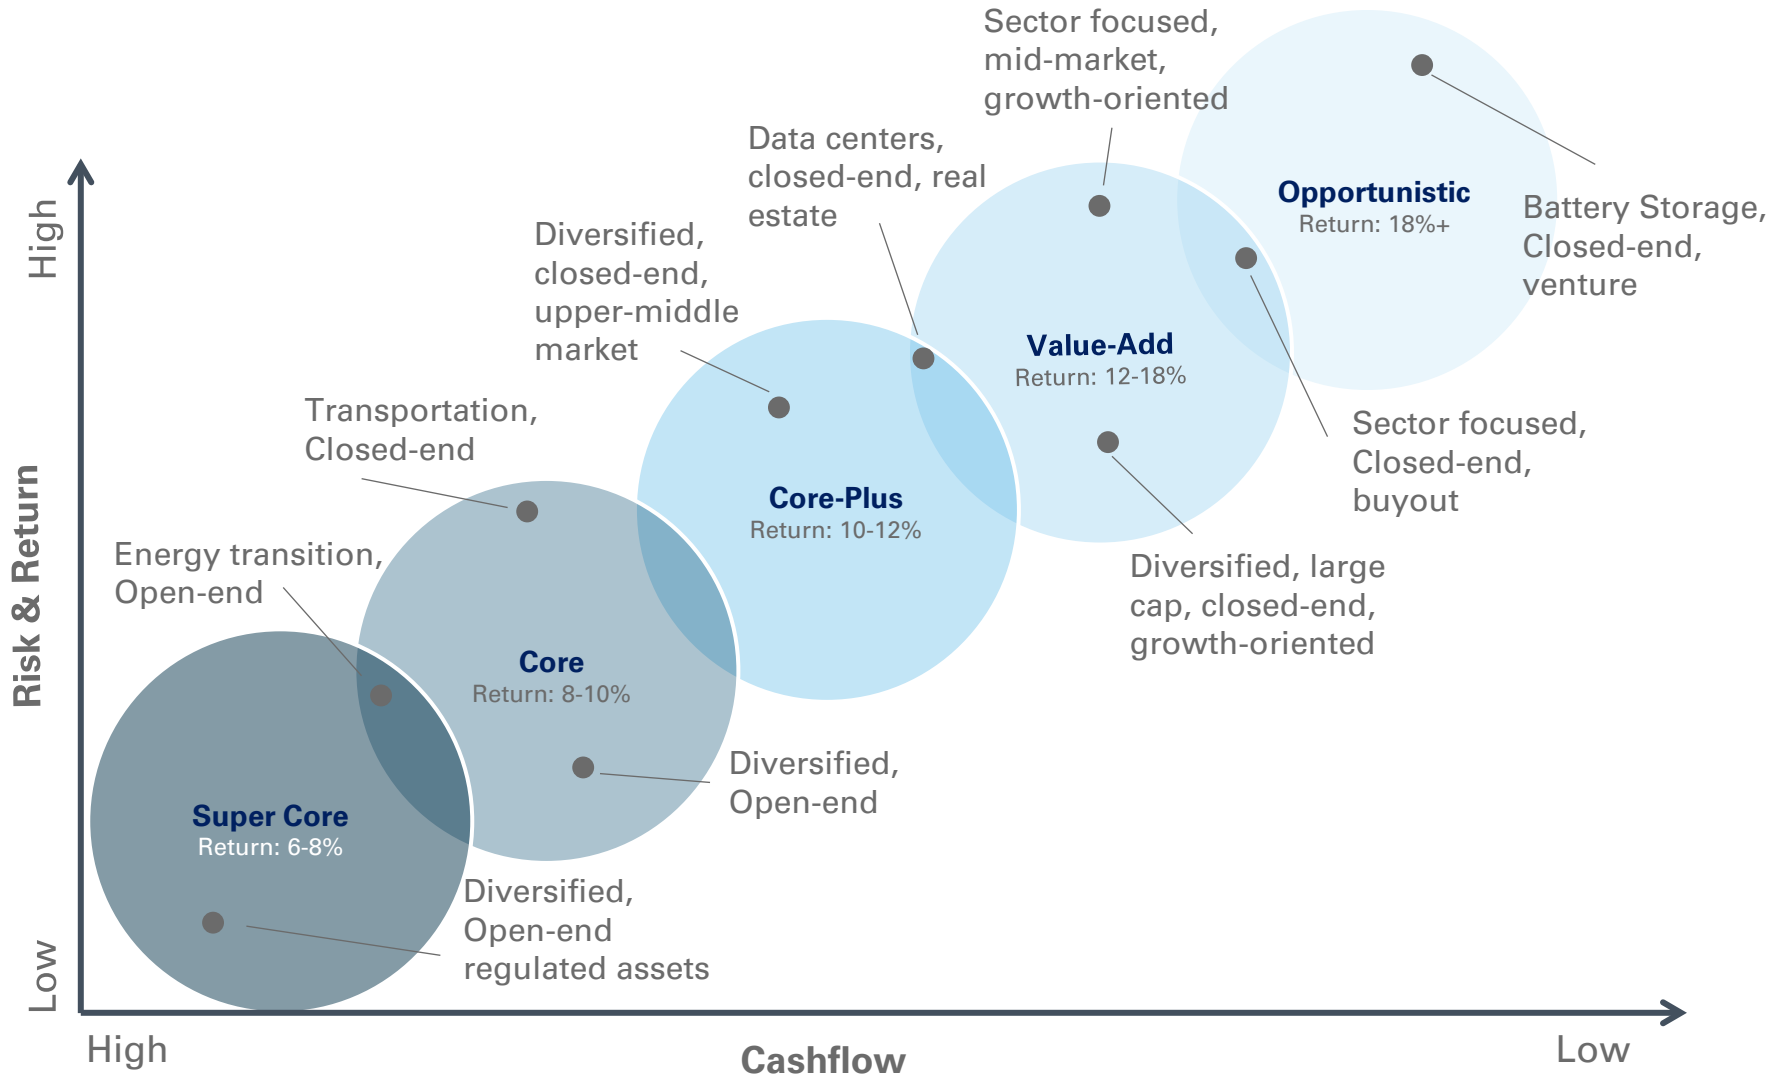 Sector focused,
mid-market,
growth-oriented
Data centers,
closed-end, real
estate
Opportunistic
Return: 18%+
Battery Storage,
Closed-end,
venture
High
Diversified,
closed-end,
upper-middle
market
Value-Add
Return: 12-18%
Transportation,
Closed-end
Sector focused,
Closed-end,
buyout
Core-Plus
Return: 10-12%
Energy transition,
Open-end
Diversified, large
cap, closed-end,
growth-oriented
Risk & Return
Core
Return: 8-10%
Diversified,
Open-end
Super Core
Return: 6-8%
Diversified,
Open-end
regulated assets
Low
High
Cashflow
Low